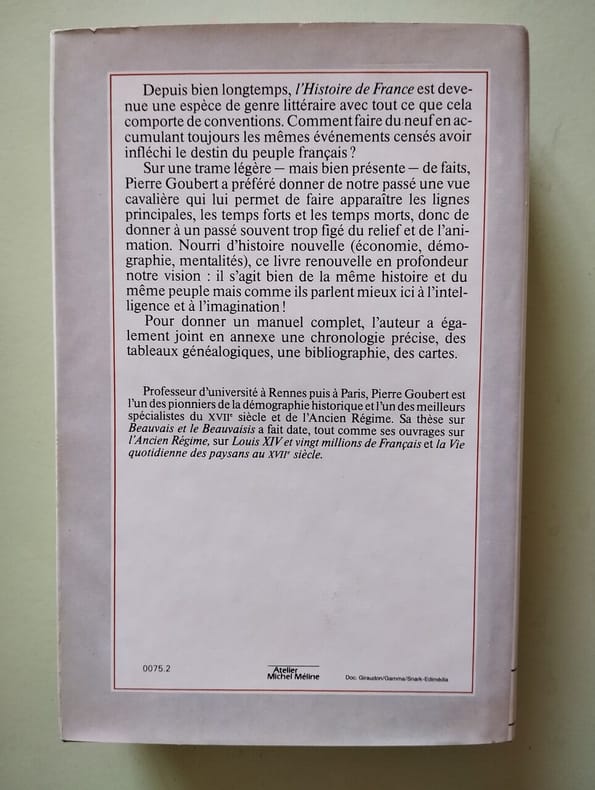 Depuis bien longtemps, l'Histoire de France est deve-
nue une espèce de genre littéraire avec tout ce que cela
comporte de conventions. Comment faire du neuf en ac-
cumulant toujours les mêmes événements censés avoir
infléchi le destin du peuple français ?
Sur une trame légère — mais bien présente — de faits,
Pierre Goubert a préféré donner de notre passé une vue
cavalière qui lui permet de faire apparaître les lignes
principales, les temps forts et les temps morts, donc de
donner à un passé souvent trop figé du relief et de l'ani-
mation. Nourri d'histoire nouvelle (économie, démo-
graphie, mentalités), ce livre renouvelle en profondeur
notre vision : il s'agit bien de la même histoire et du
même peuple mais comme ils parlent mieux ici à l'intel-
ligence et à l'imagination !
Pour donner un manuel complet, l'auteur a éga-
lement joint en annexe une chronologie précise, des
tableaux généalogiques, une bibliographie, des cartes.
Professeur d'université à Rennes puis à Paris, Pierre Goubert est
l'un des pionniers de la démographie historique et l'un des meilleurs
spécialistes du XVIIe siècle et de l'Ancien Régime. Sa thèse sur
Beauvais et le Beauvaisis a fait date, tout comme ses ouvrages sur
l'Ancien Régime, sur Louis XIV et vingt millions de Français et la Vie
quotidienne des paysans au XVIIe siècle.
0075.2
Atelier
Michel Méline
Doc. Giraudon/Gamma/Snark-Edimédia